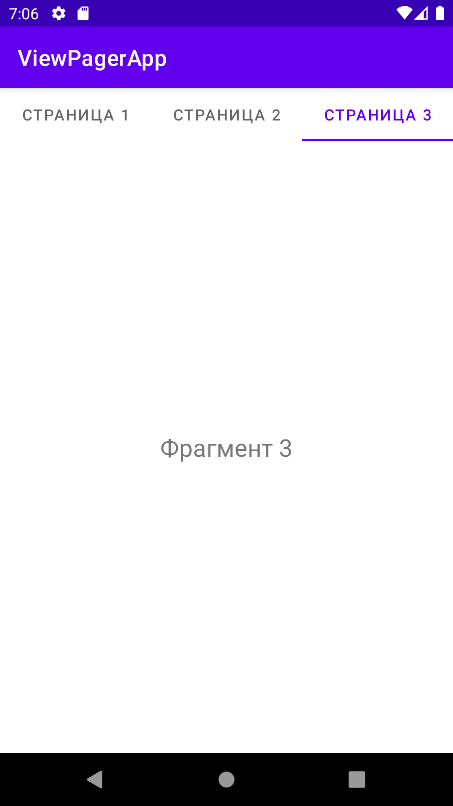 7:06
ViewPagerApp
СТРАНИЦА 1
СТРАНИЦА 2
СТРАНИЦА 3
Фрагмент 3